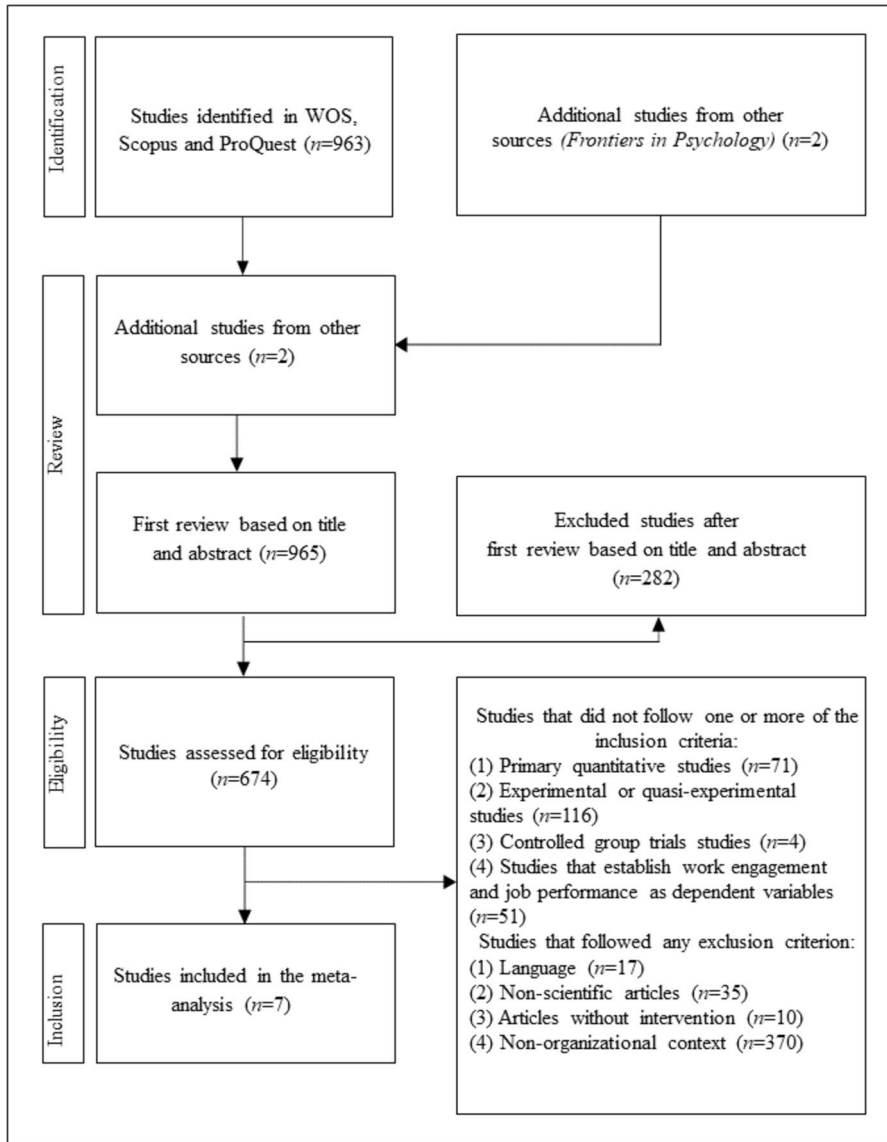 Identification
Studies identified in WOS,
Scopus and ProQuest (n=963)
Additional studies from other
sources (Frontiers in Psychology) (n=2)
Review
Additional studies from other
sources (n=2)
First review based on title
and abstract (n=965)
Excluded studies after
first review based on title and abstract
(n=282)
Eligibility
Studies assessed for eligibility
(n=674)
Studies that did not follow one or more of the
inclusion criteria:
(1) Primary quantitative studies (n=71)
(2) Experimental or quasi-experimental
studies (n=116)
(3) Controlled group trials studies (n=4)
(4) Studies that establish work engagement
and job performance as dependent variables
(n=51)
Studies that followed any exclusion criterion:
(1) Language (n=17)
(2) Non-scientific articles (n=35)
(3) Articles without intervention (n=10)
(4) Non-organizational context (n=370)
Inclusion
Studies included in the meta-
analysis (n=7)